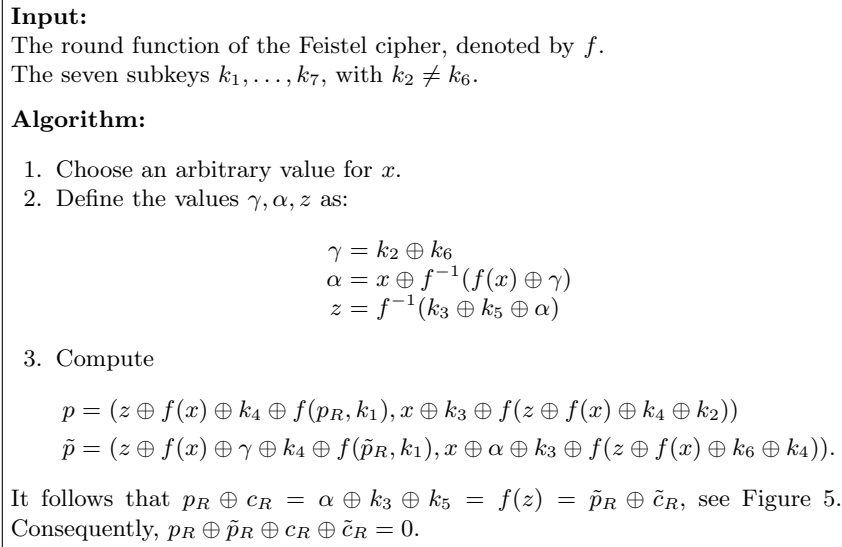 Input:
The round function of the Feistel cipher, denoted by f.
The seven subkeys k₁, . . . , k₇, with k₂ ≠ k₆.
Algorithm:
1. Choose an arbitrary value for x.
2. Define the values γ, α, z as:
γ = k₂ ⊕ k₆
α = x ⊕ f⁻¹(f(x) ⊕ γ)
z = f⁻¹(k₃ ⊕ k₅ ⊕ α)
3. Compute
p = (z ⊕ f(x) ⊕ k₄ ⊕ f(p_R, k₁), x ⊕ k₃ ⊕ f(z ⊕ f(x) ⊕ k₄ ⊕ k₂))
p̃ = (z ⊕ f(x) ⊕ γ ⊕ k₄ ⊕ f(p̃_R, k₁), x ⊕ α ⊕ k₃ ⊕ f(z ⊕ f(x) ⊕ k₆ ⊕ k₄)).
It follows that p_R ⊕ c_R = α ⊕ k₃ ⊕ k₅ = f(z) = p̃_R ⊕ c̃_R, see Figure 5.
Consequently, p_R ⊕ p̃_R ⊕ c_R ⊕ c̃_R = 0.